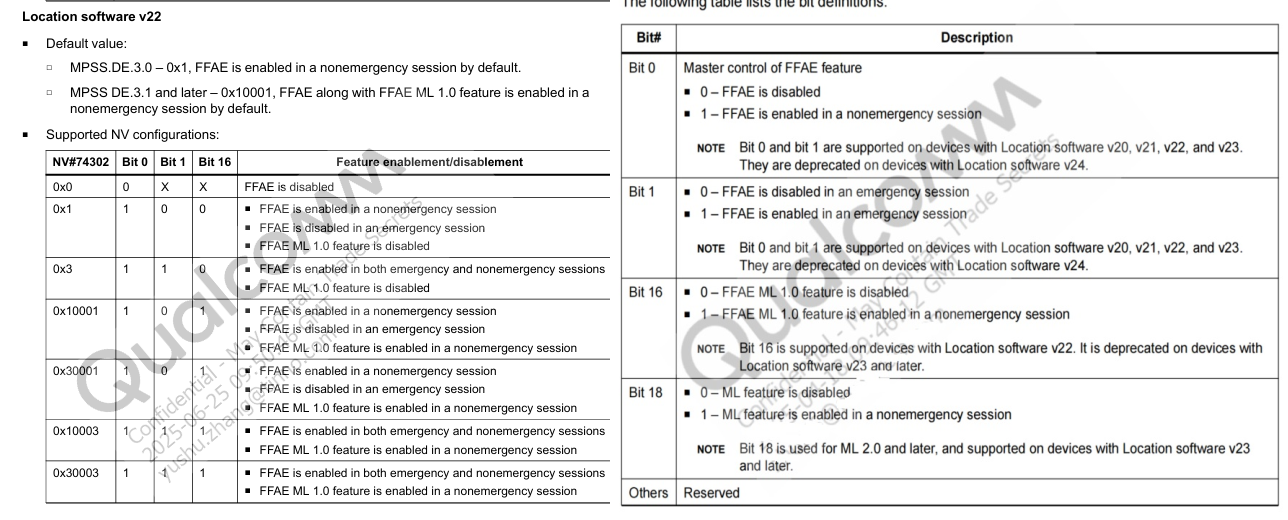 Location software v22
▪ Default value:
▫ MPSS.DE.3.0 – 0x1, FFAE is enabled in a nonemergency session by default.
▫ MPSS DE.3.1 and later – 0x10001, FFAE along with FFAE ML 1.0 feature is enabled in a
nonemergency session by default.
▪ Supported NV configurations:
NV#74302 Bit 0 Bit 1 Bit 16 Feature enablement/disablement
0x0 0 X X FFAE is disabled
0x1 1 0 0 ▪ FFAE is enabled in a nonemergency session
▪ FFAE is disabled in an emergency session
▪ FFAE ML 1.0 feature is disabled
0x3 1 1 0 ▪ FFAE is enabled in both emergency and nonemergency sessions
▪ FFAE ML 1.0 feature is disabled
0x10001 1 0 1 ▪ FFAE is enabled in a nonemergency session
▪ FFAE is disabled in an emergency session
▪ FFAE ML 1.0 feature is enabled in a nonemergency session
0x30001 1 0 1 ▪ FFAE is enabled in a nonemergency session
▪ FFAE is disabled in an emergency session
▪ FFAE ML 1.0 feature is enabled in a nonemergency session
0x10003 1 1 1 ▪ FFAE is enabled in both emergency and nonemergency sessions
▪ FFAE ML 1.0 feature is enabled in a nonemergency session
0x30003 1 1 1 ▪ FFAE is enabled in both emergency and nonemergency sessions
▪ FFAE ML 1.0 feature is enabled in a nonemergency session
Qualcomm
The following table lists the bit definitions.
Bit# Description
Bit 0 Master control of FFAE feature
▪ 0 – FFAE is disabled
▪ 1 – FFAE is enabled in a nonemergency session
NOTE Bit 0 and bit 1 are supported on devices with Location software v20, v21, v22, and v23.
They are deprecated on devices with Location software v24.
Bit 1 ▪ 0 – FFAE is disabled in an emergency session
▪ 1 – FFAE is enabled in an emergency session
NOTE Bit 0 and bit 1 are supported on devices with Location software v20, v21, v22, and v23.
They are deprecated on devices with Location software v24.
Bit 16 ▪ 0 – FFAE ML 1.0 feature is disabled
▪ 1 – FFAE ML 1.0 feature is enabled in a nonemergency session
NOTE Bit 16 is supported on devices with Location software v22. It is deprecated on devices with
Location software v23 and later.
Bit 18 ▪ 0 – ML feature is disabled
▪ 1 – ML feature is enabled in a nonemergency session
NOTE Bit 18 is used for ML 2.0 and later, and supported on devices with Location software v23
and later.
Others Reserved
Qualcomm